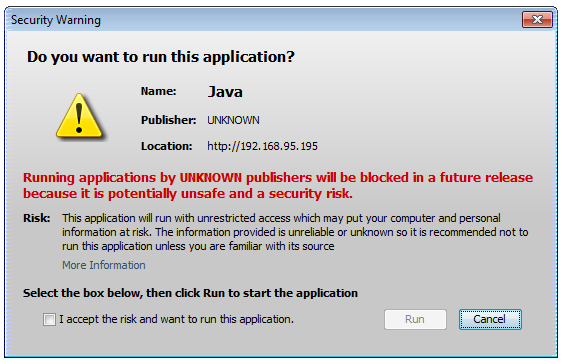 Security Warning
Do you want to run this application?
Name: Java
Publisher: UNKNOWN
Location: http://192.168.95.195
Running applications by UNKNOWN publishers will be blocked in a future release
because it is potentially unsafe and a security risk.
Risk: This application will run with unrestricted access which may put your computer and personal
information at risk. The information provided is unreliable or unknown so it is recommended not to
run this application unless you are familiar with its source
More Information
Select the box below, then click Run to start the application
I accept the risk and want to run this application.
Run Cancel